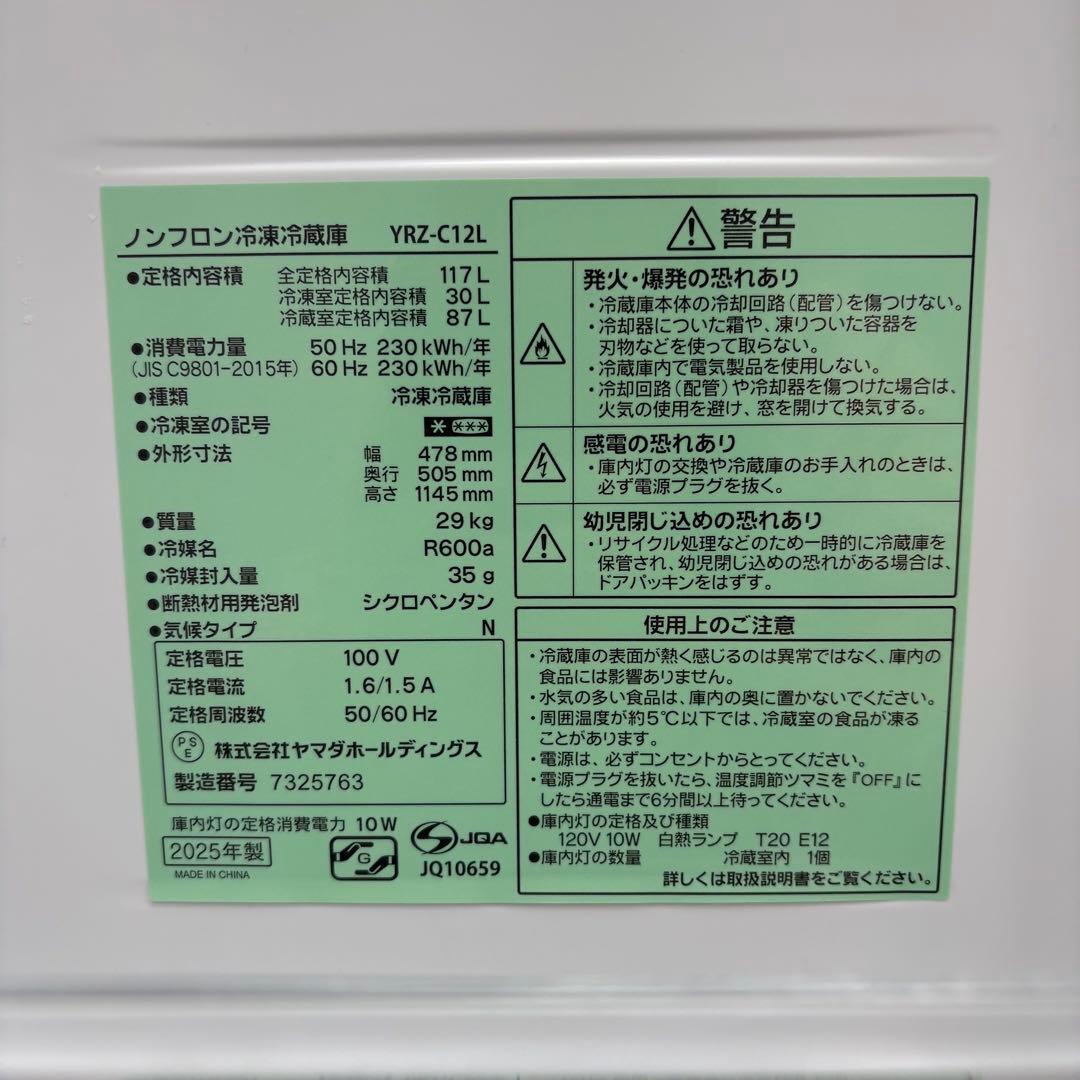 ノンフロン冷凍冷蔵庫 YRZ-C12L
●定格内容積 全定格内容積 117 L
冷凍室定格内容積 30 L
冷蔵室定格内容積 87 L
●消費電力量 50 Hz 230 kWh/年
(JIS C9801-2015年) 60 Hz 230 kWh/年
●種類 冷凍冷蔵庫
●冷凍室の記号 * ***
●外形寸法 幅 478 mm
奥行 505 mm
高さ 1145 mm
●質量 29 kg
●冷媒名 R600a
●冷媒封入量 35 g
●断熱材用発泡剤 シクロペンタン
●気候タイプ N
定格電圧 100 V
定格電流 1.6/1.5 A
定格周波数 50/60 Hz
PSE 株式会社ヤマダホールディングス
製造番号 7325763
庫内灯の定格消費電力 10W
2025年製
MADE IN CHINA
G
S JQA
JQ10659
⚠警告
発火・爆発の恐れあり
・冷蔵庫本体の冷却回路(配管)を傷つけない。
・冷却器についた霜や、凍りついた容器を
刃物などを使って取らない。
・冷蔵庫内で電気製品を使用しない。
・冷却回路(配管)や冷却器を傷つけた場合は、
火気の使用を避け、窓を開けて換気する。
感電の恐れあり
・庫内灯の交換や冷蔵庫のお手入れのときは、
必ず電源プラグを抜く。
幼児閉じ込めの恐れあり
・リサイクル処理などのため一時的に冷蔵庫を
保管され、幼児閉じ込めの恐れがある場合は、
ドアパッキンをはずす。
使用上のご注意
・冷蔵庫の表面が熱く感じるのは異常ではなく、庫内の
食品には影響ありません。
・水気の多い食品は、庫内の奥に置かないでください。
・周囲温度が約5℃以下では、冷蔵室の食品が凍る
ことがあります。
・電源は、必ずコンセントからとってください。
・電源プラグを抜いたら、温度調節ツマミを『OFF』に
したら通電まで6分間以上待ってください。
●庫内灯の定格及び種類
120V 10W 白熱ランプ T20 E12
●庫内灯の数量 冷蔵室内 1個
詳しくは取扱説明書をご覧ください。